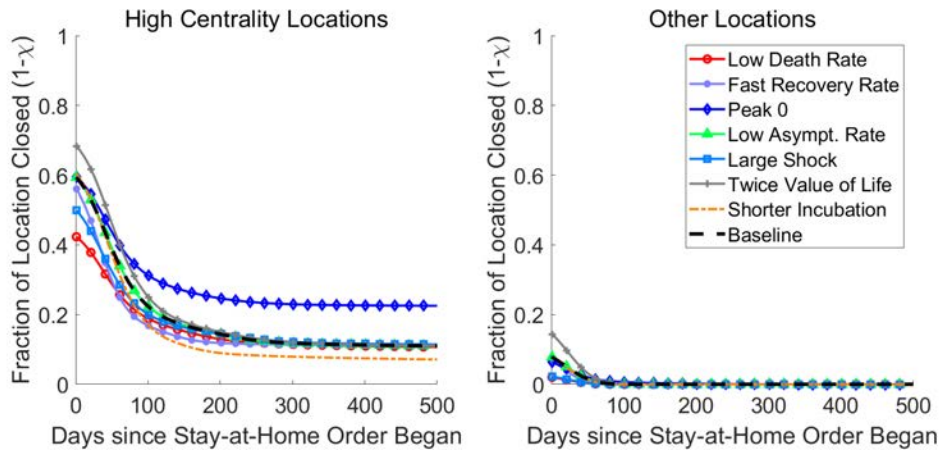 High Centrality Locations
Fraction of Location Closed (1-χ)
1
0.8
0.6
0.4
0.2
0
0 100 200 300 400 500
Days since Stay-at-Home Order Began
Other Locations
Fraction of Location Closed (1-χ)
1
0.8
0.6
0.4
0.2
0
0 100 200 300 400 500
Days since Stay-at-Home Order Began
Low Death Rate
Fast Recovery Rate
Peak 0
Low Asympt. Rate
Large Shock
Twice Value of Life
Shorter Incubation
Baseline